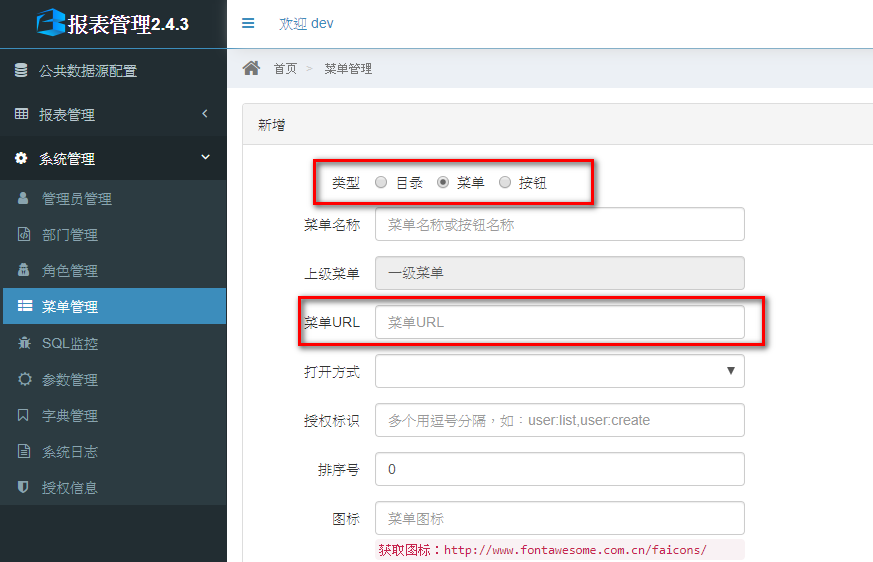 报表管理2.4.3
欢迎 dev
公共数据源配置
报表管理
系统管理
管理员管理
部门管理
角色管理
菜单管理
SQL监控
参数管理
字典管理
系统日志
授权信息
首页 > 菜单管理
新增
类型 目录 菜单 按钮
菜单名称 菜单名称或按钮名称
上级菜单 一级菜单
菜单URL 菜单URL
打开方式
授权标识 多个用逗号分隔，如：user:list,user:create
排序号 0
图标 菜单图标
获取图标：http://www.fontawesome.com.cn/faicons/